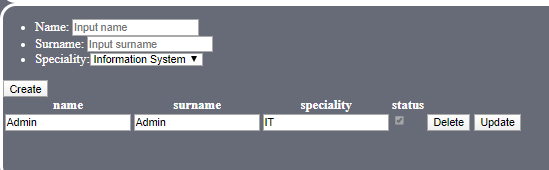 Name: Input name
Surname: Input surname
Speciality: Information System
Create
name surname speciality status
Admin Admin IT Delete Update